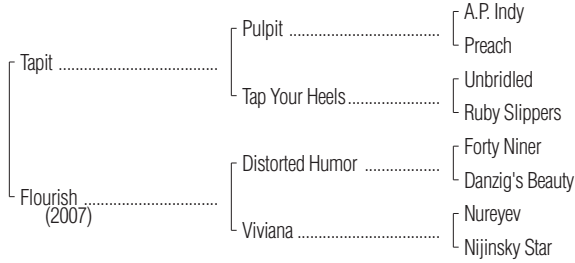 A.P. Indy
Pulpit ....................................
Preach
Tapit ......................................
Unbridled
Tap Your Heels......................
Ruby Slippers
Forty Niner
Distorted Humor ..................
Danzig's Beauty
Flourish ................................
(2007)
Nureyev
Viviana ..................................
Nijinsky Star